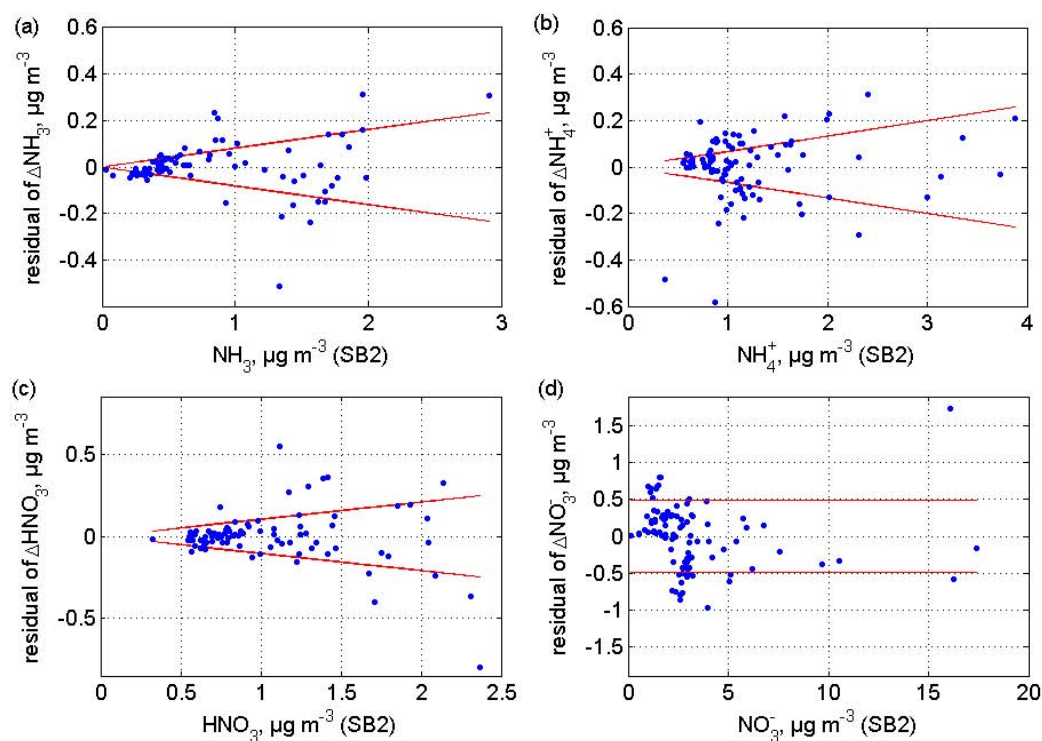 (a)
0.6
0.4
0.2
0
-0.2
-0.4
residual of ΔNH₃, µg m⁻³
0 1 2 3
NH₃, µg m⁻³ (SB2)
(b)
0.6
0.4
0.2
0
-0.2
-0.4
-0.6
residual of ΔNH₄⁺, µg m⁻³
0 1 2 3 4
NH₄⁺, µg m⁻³ (SB2)
(c)
0.5
0
-0.5
residual of ΔHNO₃, µg m⁻³
0 0.5 1 1.5 2 2.5
HNO₃, µg m⁻³ (SB2)
(d)
1.5
1
0.5
0
-0.5
-1
-1.5
residual of ΔNO₃⁻, µg m⁻³
0 5 10 15 20
NO₃⁻, µg m⁻³ (SB2)